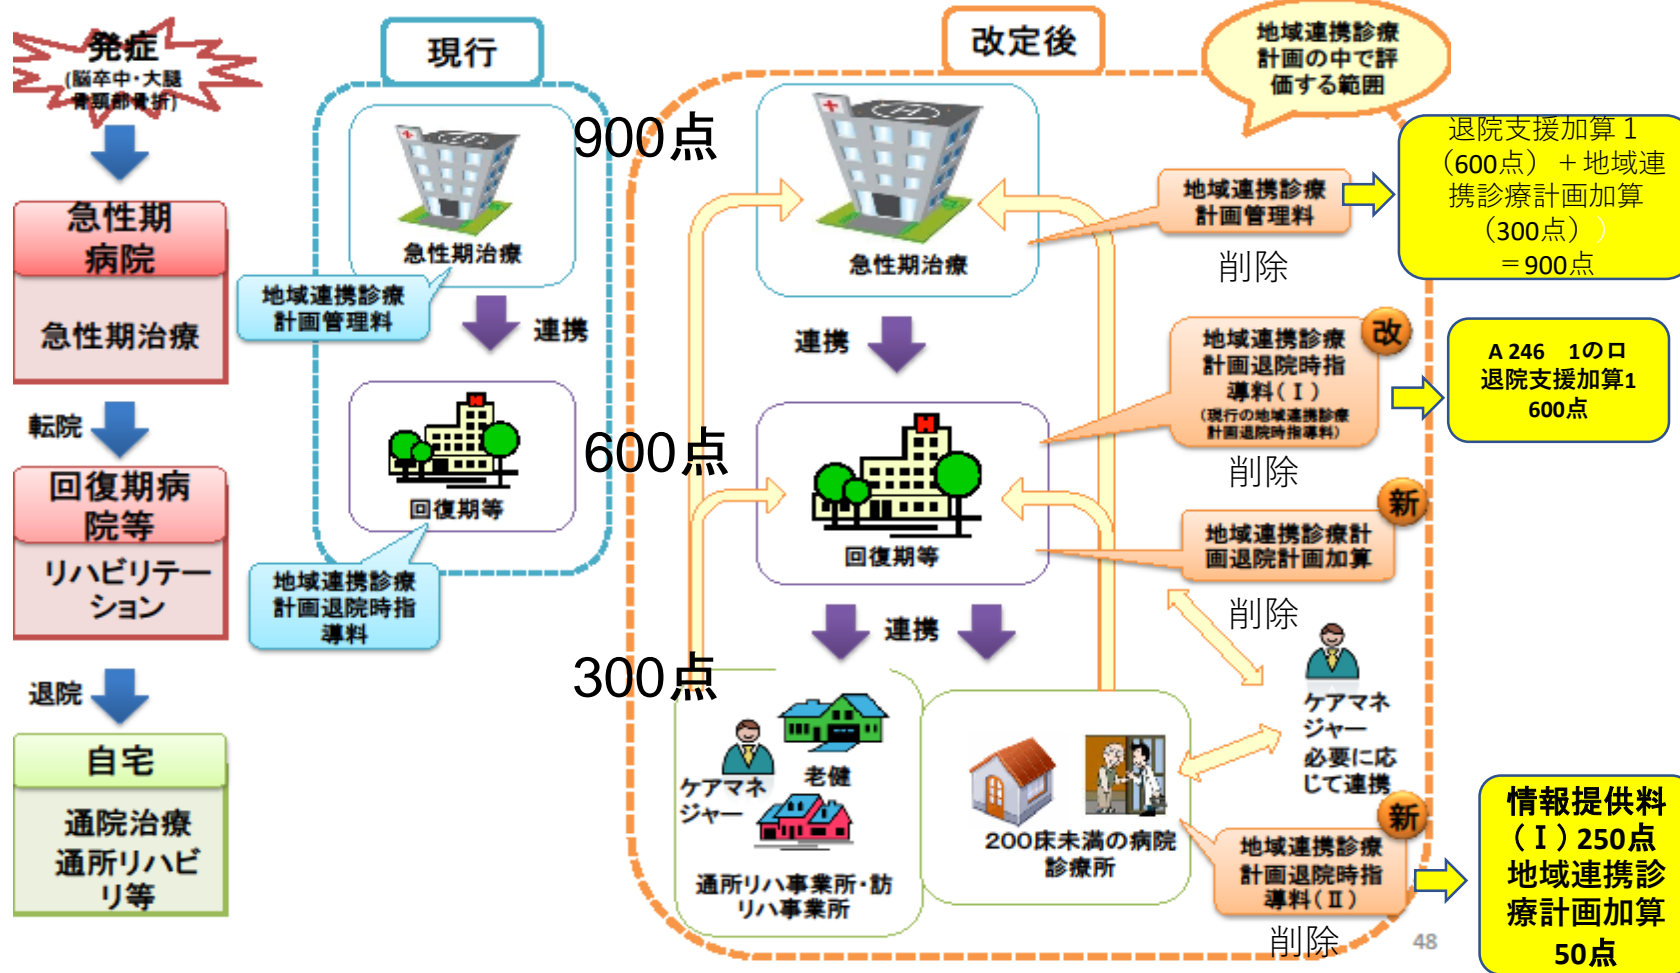 発症
(脳卒中・大腿
骨頸部骨折)
急性期
病院
急性期治療
転院
回復期病
院等
リハビリテー
ション
退院
自宅
通院治療
通所リハビ
リ等
現行
急性期治療
地域連携診療
計画管理料
連携
回復期等
地域連携診療
計画退院時指
導料
900点
600点
300点
改定後
地域連携診療
計画の中で評
価する範囲
急性期治療
地域連携診療
計画管理料
削除
退院支援加算1
(600点)+地域連
携診療計画加算
(300点))
=900点
連携
地域連携診療
計画退院時指
導料(Ⅰ)
(現行の地域連携診療
計画退院時指導料)
改
削除
A 246 1のロ
退院支援加算1
600点
回復期等
地域連携診療計
画退院計画加算
新
削除
連携
ケアマネ
ジャー
老健
通所リハ事業所・訪
リハ事業所
200床未満の病院
診療所
ケアマネ
ジャー
必要に応
じて連携
地域連携診療
計画退院時指
導料(Ⅱ)
新
削除
情報提供料
(Ⅰ)250点
地域連携診
療計画加算
50点
48